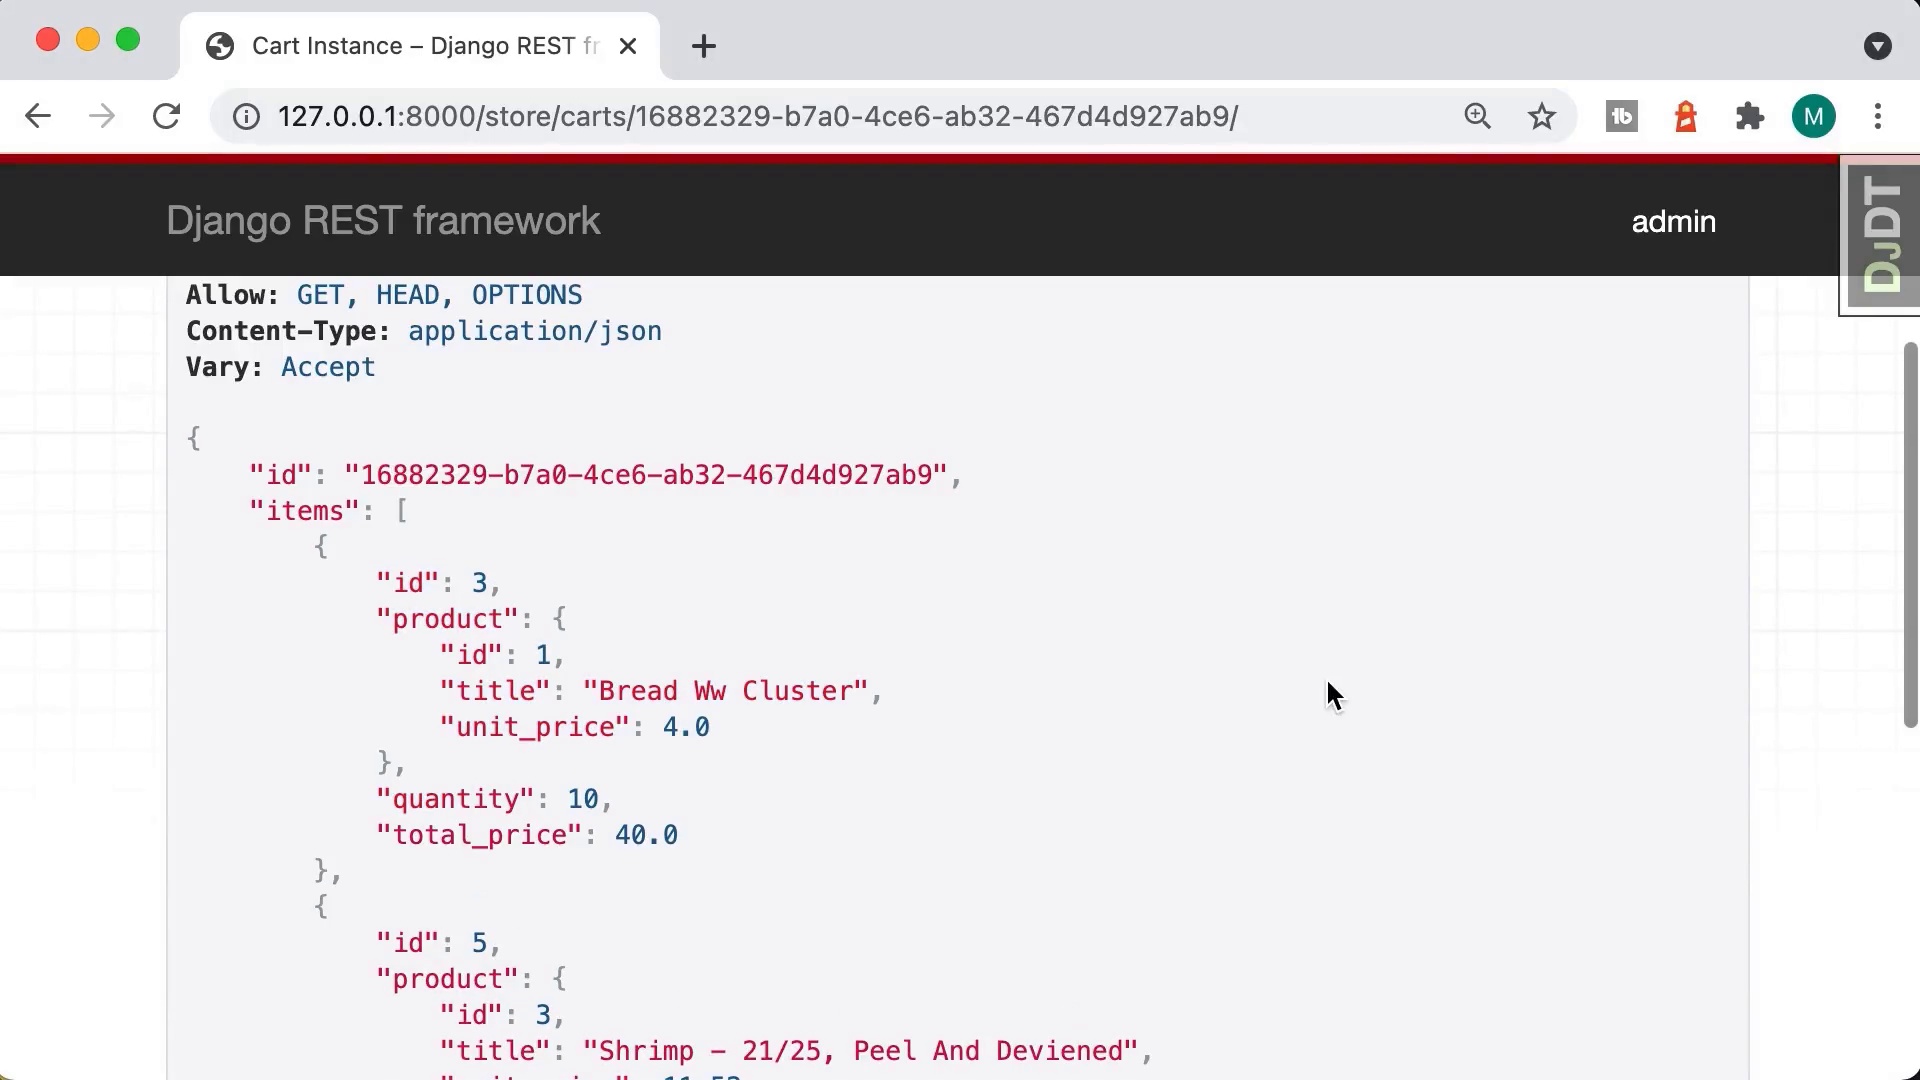 Cart Instance – Django REST fr
127.0.0.1:8000/store/carts/16882329-b7a0-4ce6-ab32-467d4d927ab9/
tb
M
Django REST framework
admin
DJDT
Allow: GET, HEAD, OPTIONS
Content-Type: application/json
Vary: Accept
{
"id": "16882329-b7a0-4ce6-ab32-467d4d927ab9",
"items": [
{
"id": 3,
"product": {
"id": 1,
"title": "Bread Ww Cluster",
"unit_price": 4.0
},
"quantity": 10,
"total_price": 40.0
},
{
"id": 5,
"product": {
"id": 3,
"title": "Shrimp - 21/25, Peel And Deviened",